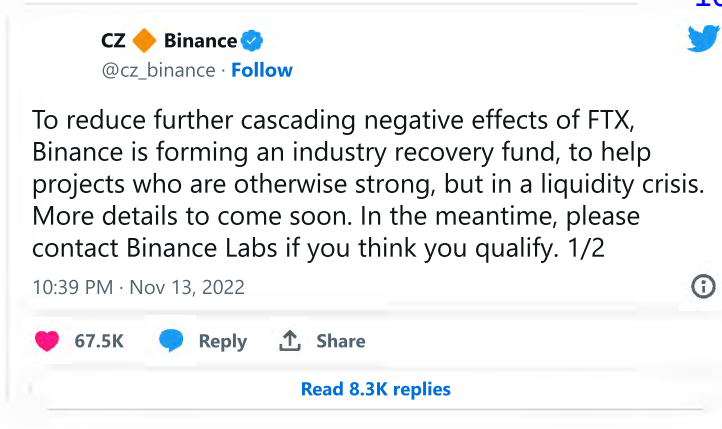 CZ 🔶 Binance
@cz_binance · Follow
To reduce further cascading negative effects of FTX,
Binance is forming an industry recovery fund, to help
projects who are otherwise strong, but in a liquidity crisis.
More details to come soon. In the meantime, please
contact Binance Labs if you think you qualify. 1/2
10:39 PM · Nov 13, 2022
67.5K Reply Share
Read 8.3K replies